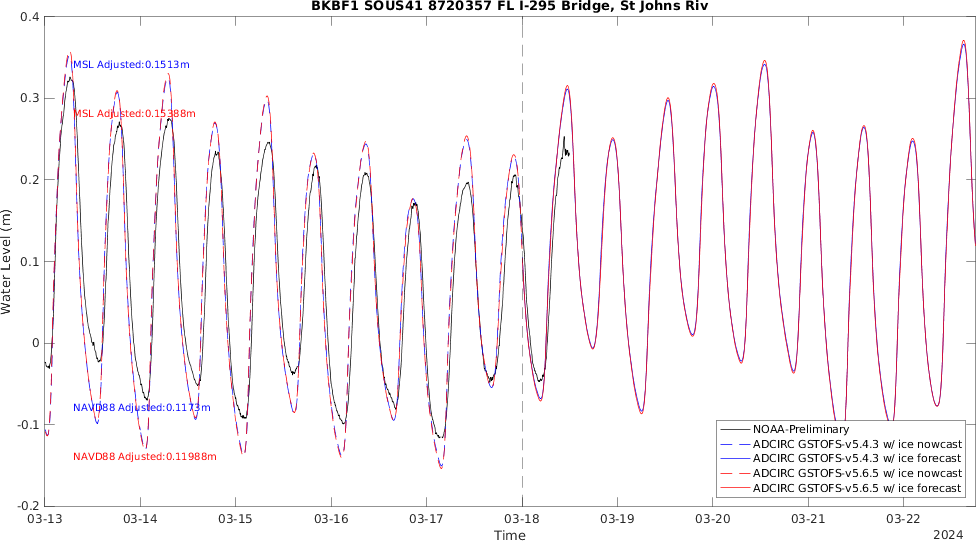 BKBF1 SOUS41 8720357 FL I-295 Bridge, St Johns Riv
0.4
0.3
0.2
0.1
0
-0.1
-0.2
Water Level (m)
MSL Adjusted:0.1513m
MSL Adjusted:0.15388m
NAVD88 Adjusted:0.1173m
NAVD88 Adjusted:0.11988m
NOAA-Preliminary
ADCIRC GSTOFS-v5.4.3 w/ ice nowcast
ADCIRC GSTOFS-v5.4.3 w/ ice forecast
ADCIRC GSTOFS-v5.6.5 w/ ice nowcast
ADCIRC GSTOFS-v5.6.5 w/ ice forecast
03-13 03-14 03-15 03-16 03-17 03-18 03-19 03-20 03-21 03-22
Time
2024